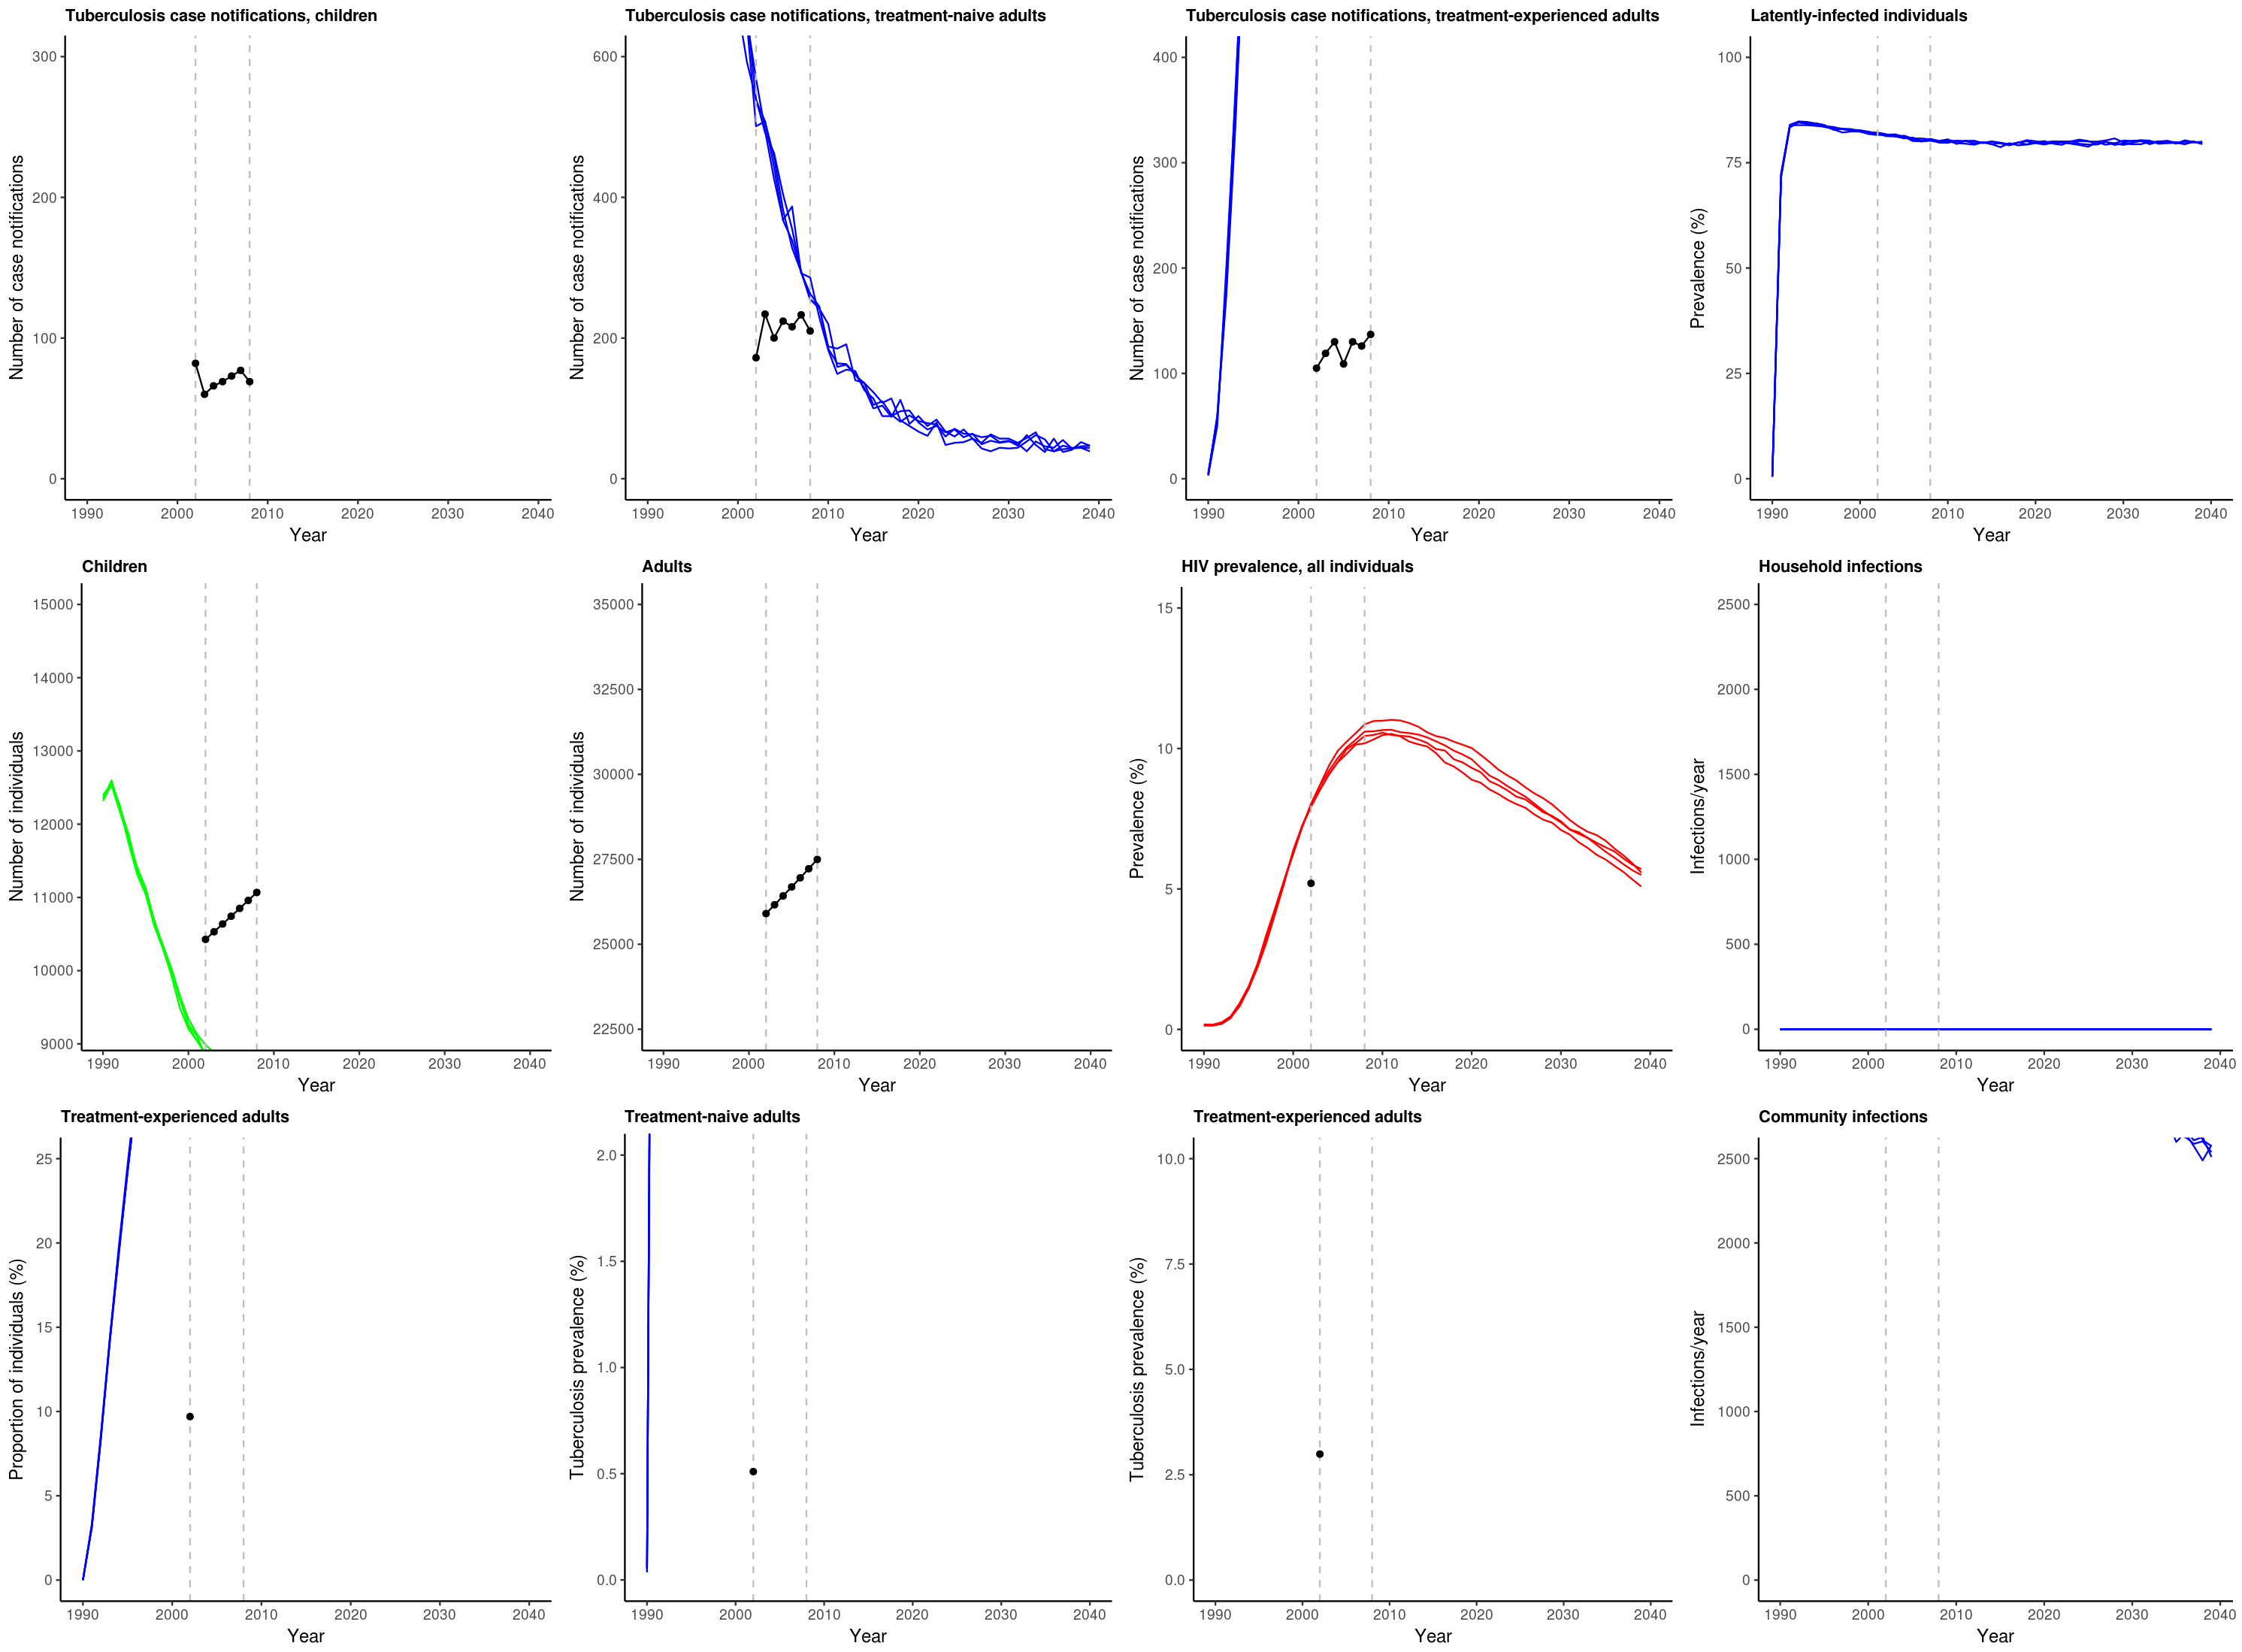 Tuberculosis case notifications, children
Number of case notifications
300
200
100
0
1990 2000 2010 2020 2030 2040
Year
Tuberculosis case notifications, treatment-naive adults
Number of case notifications
600
400
200
0
1990 2000 2010 2020 2030 2040
Year
Tuberculosis case notifications, treatment-experienced adults
Number of case notifications
400
300
200
100
0
1990 2000 2010 2020 2030 2040
Year
Latently-infected individuals
Prevalence (%)
100
75
50
25
0
1990 2000 2010 2020 2030 2040
Year
Children
Number of individuals
15000
14000
13000
12000
11000
10000
9000
1990 2000 2010 2020 2030 2040
Year
Adults
Number of individuals
35000
32500
30000
27500
25000
22500
1990 2000 2010 2020 2030 2040
Year
HIV prevalence, all individuals
Prevalence (%)
15
10
5
0
1990 2000 2010 2020 2030 2040
Year
Household infections
Infections/year
2500
2000
1500
1000
500
0
1990 2000 2010 2020 2030 2040
Year
Treatment-experienced adults
Proportion of individuals (%)
25
20
15
10
5
0
1990 2000 2010 2020 2030 2040
Year
Treatment-naive adults
Tuberculosis prevalence (%)
2.0
1.5
1.0
0.5
0.0
1990 2000 2010 2020 2030 2040
Year
Treatment-experienced adults
Tuberculosis prevalence (%)
10.0
7.5
5.0
2.5
0.0
1990 2000 2010 2020 2030 2040
Year
Community infections
Infections/year
2500
2000
1500
1000
500
0
1990 2000 2010 2020 2030 2040
Year